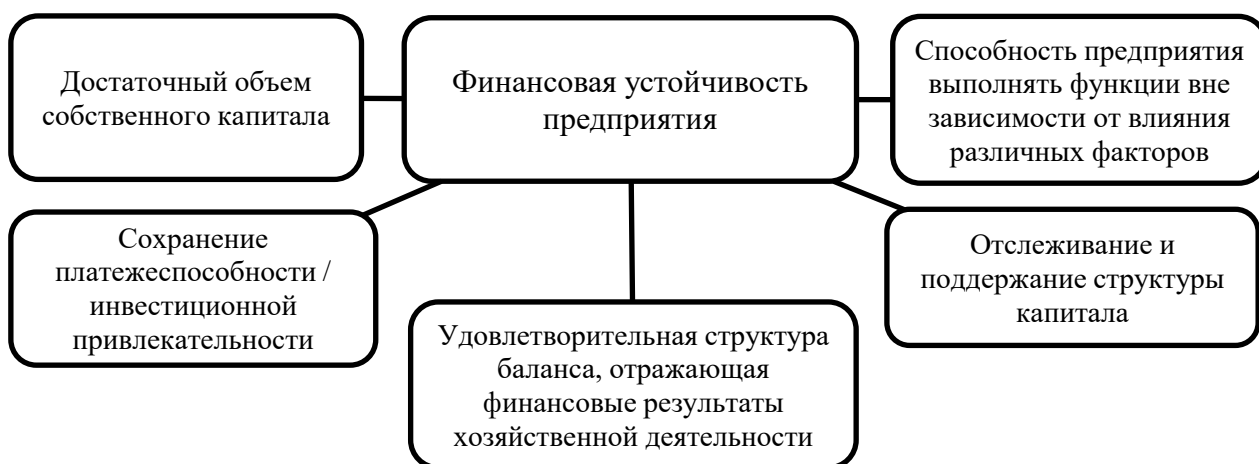 Достаточный объем
собственного капитала
Финансовая устойчивость
предприятия
Способность предприятия
выполнять функции вне
зависимости от влияния
различных факторов
Сохранение
платежеспособности /
инвестиционной
привлекательности
Удовлетворительная структура
баланса, отражающая
финансовые результаты
хозяйственной деятельности
Отслеживание и
поддержание структуры
капитала